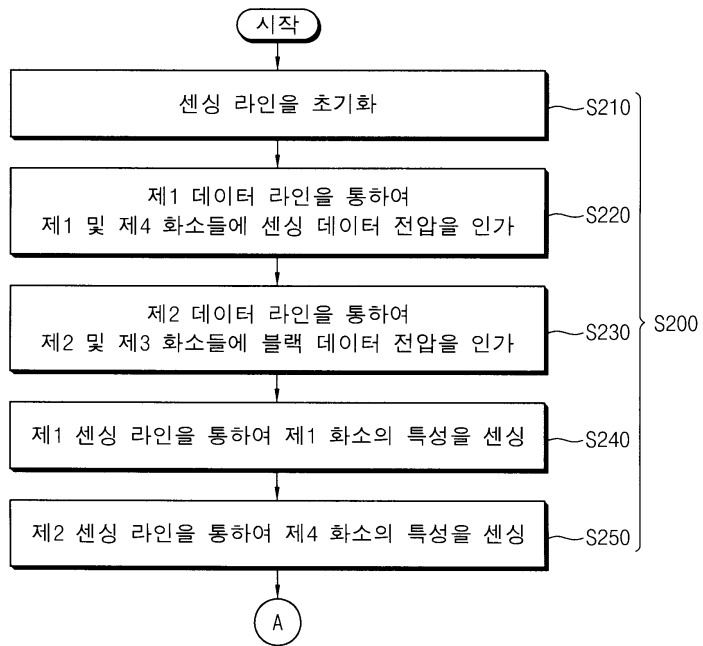 시작
센싱 라인을 초기화
S210
제1 데이터 라인을 통하여
제1 및 제4 화소들에 센싱 데이터 전압을 인가
S220
제2 데이터 라인을 통하여
제2 및 제3 화소들에 블랙 데이터 전압을 인가
S230
S200
제1 센싱 라인을 통하여 제1 화소의 특성을 센싱
S240
제2 센싱 라인을 통하여 제4 화소의 특성을 센싱
S250
A